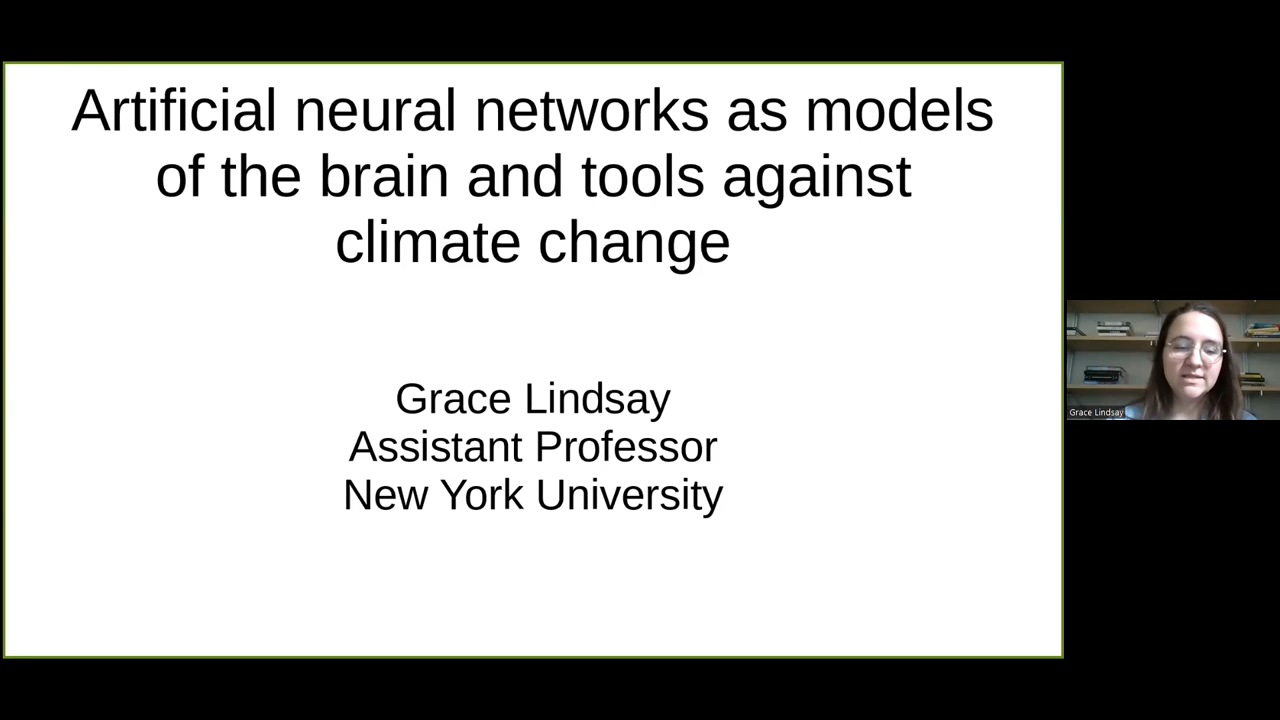 Artificial neural networks as models
of the brain and tools against
climate change
Grace Lindsay
Assistant Professor
New York University
Grace Lindsay